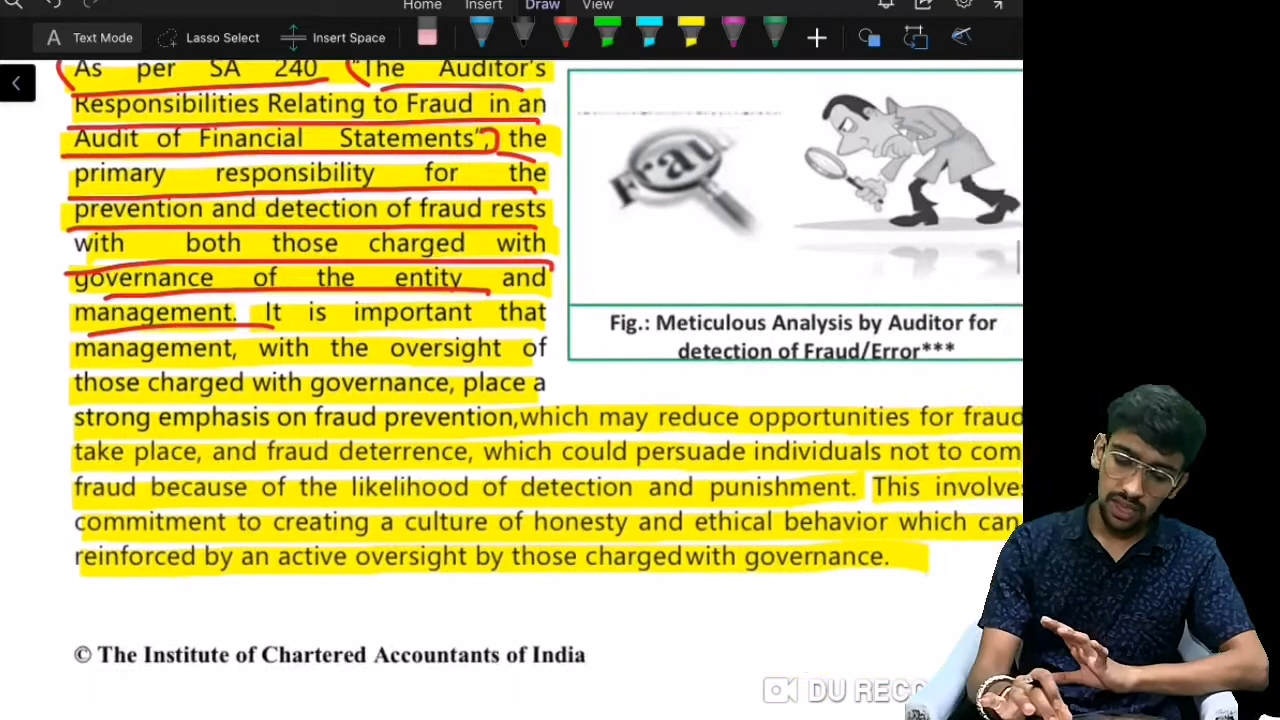 Home Insert Draw View
A Text Mode Lasso Select Insert Space
As per SA 240 "The Auditor's
Responsibilities Relating to Fraud in an
Audit of Financial Statements", the
primary responsibility for the
prevention and detection of fraud rests
with both those charged with
governance of the entity and
management. It is important that
management, with the oversight of
those charged with governance, place a
strong emphasis on fraud prevention,which may reduce opportunities for fraud
take place, and fraud deterrence, which could persuade individuals not to com
fraud because of the likelihood of detection and punishment. This involves
commitment to creating a culture of honesty and ethical behavior which can
reinforced by an active oversight by those chargedwith governance.
Frau
Fig.: Meticulous Analysis by Auditor for
detection of Fraud/Error***
© The Institute of Chartered Accountants of India
DU RECO